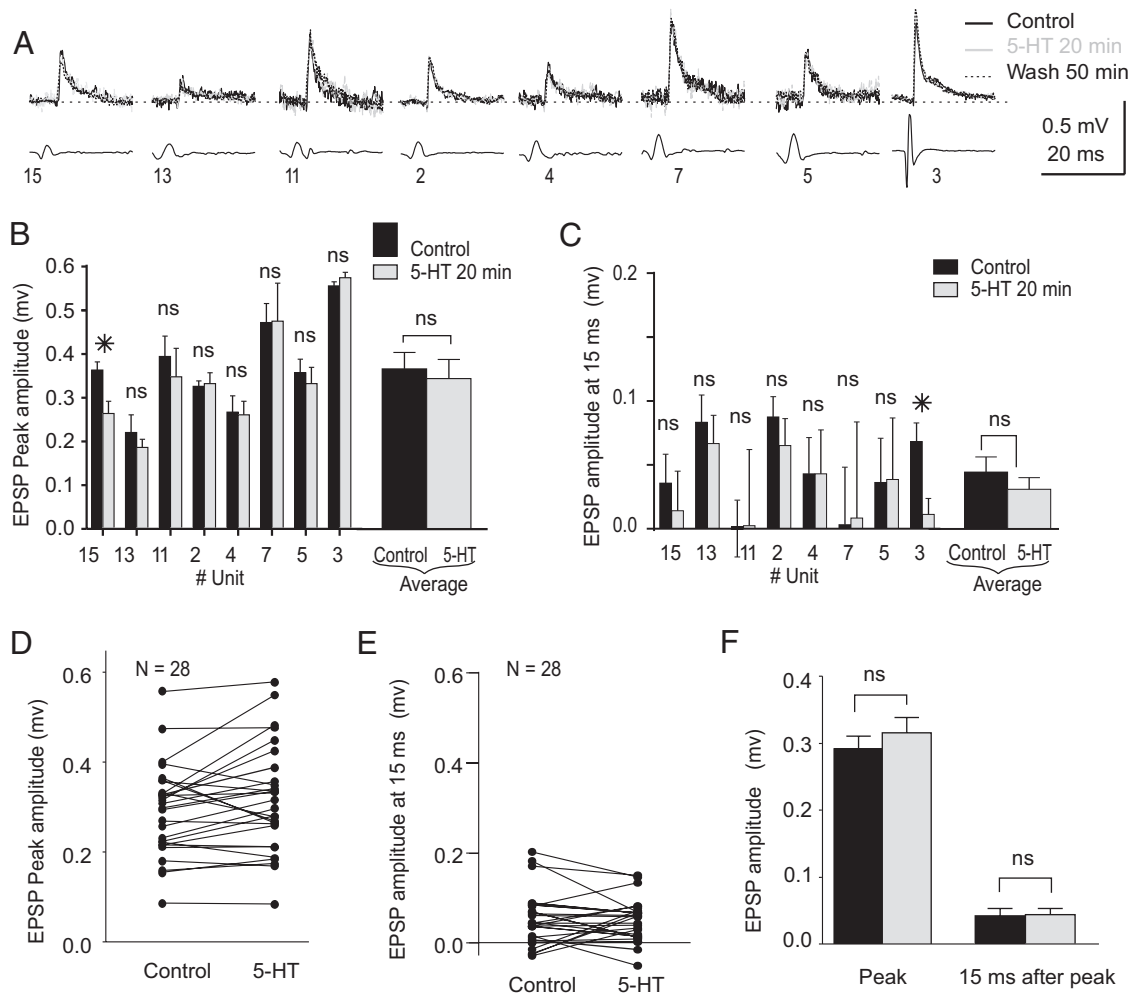 A
Control
5-HT 20 min
Wash 50 min
0.5 mV
20 ms
15 13 11 2 4 7 5 3
B
Control
5-HT 20 min
EPSP Peak amplitude (mv)
0.6
0.5
0.4
0.3
0.2
0.1
0.0
* ns ns ns ns ns ns ns
ns
15 13 11 2 4 7 5 3
# Unit
Control 5-HT
Average
C
Control
5-HT 20 min
EPSP amplitude at 15 ms (mv)
0.2
0.1
0.0
ns ns ns ns ns ns ns *
ns
15 13 11 2 4 7 5 3
# Unit
Control 5-HT
Average
D
N = 28
EPSP Peak amplitude (mv)
0.6
0.4
0.2
0.0
Control 5-HT
E
N = 28
EPSP amplitude at 15 ms (mv)
0.6
0.4
0.2
0.0
Control 5-HT
F
EPSP amplitude (mv)
0.4
0.3
0.2
0.1
0.0
ns
ns
Peak 15 ms after peak